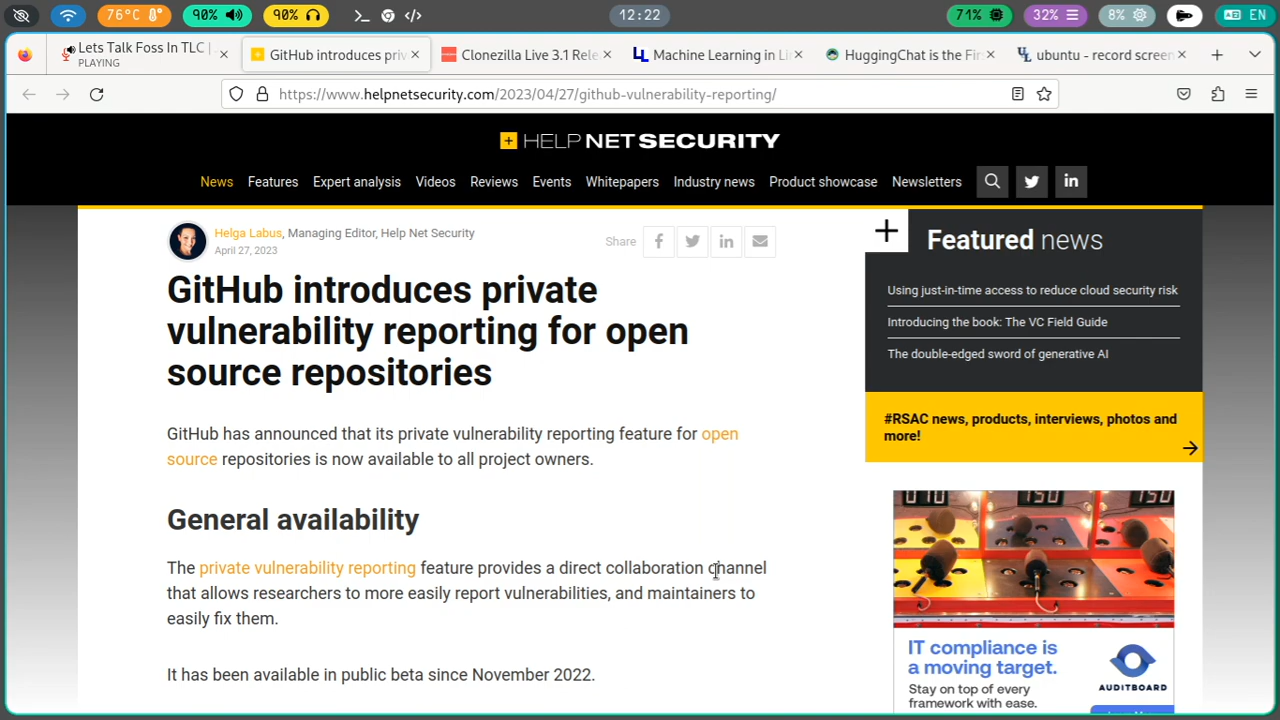 76°C
90%
90%
12:22
71%
32%
8%
EN
Lets Talk Foss In TLC |
PLAYING
GitHub introduces priv
Clonezilla Live 3.1 Rele
Machine Learning in Li
HuggingChat is the Fir
ubuntu - record screen
https://www.helpnetsecurity.com/2023/04/27/github-vulnerability-reporting/
HELP NET SECURITY
News Features Expert analysis Videos Reviews Events Whitepapers Industry news Product showcase Newsletters
Helga Labus, Managing Editor, Help Net Security
April 27, 2023
Share
GitHub introduces private
vulnerability reporting for open
source repositories
GitHub has announced that its private vulnerability reporting feature for open
source repositories is now available to all project owners.
General availability
The private vulnerability reporting feature provides a direct collaboration channel
that allows researchers to more easily report vulnerabilities, and maintainers to
easily fix them.
It has been available in public beta since November 2022.
Featured news
Using just-in-time access to reduce cloud security risk
Introducing the book: The VC Field Guide
The double-edged sword of generative AI
#RSAC news, products, interviews, photos and
more!
IT compliance is
a moving target.
Stay on top of every
framework with ease.
AUDITBOARD